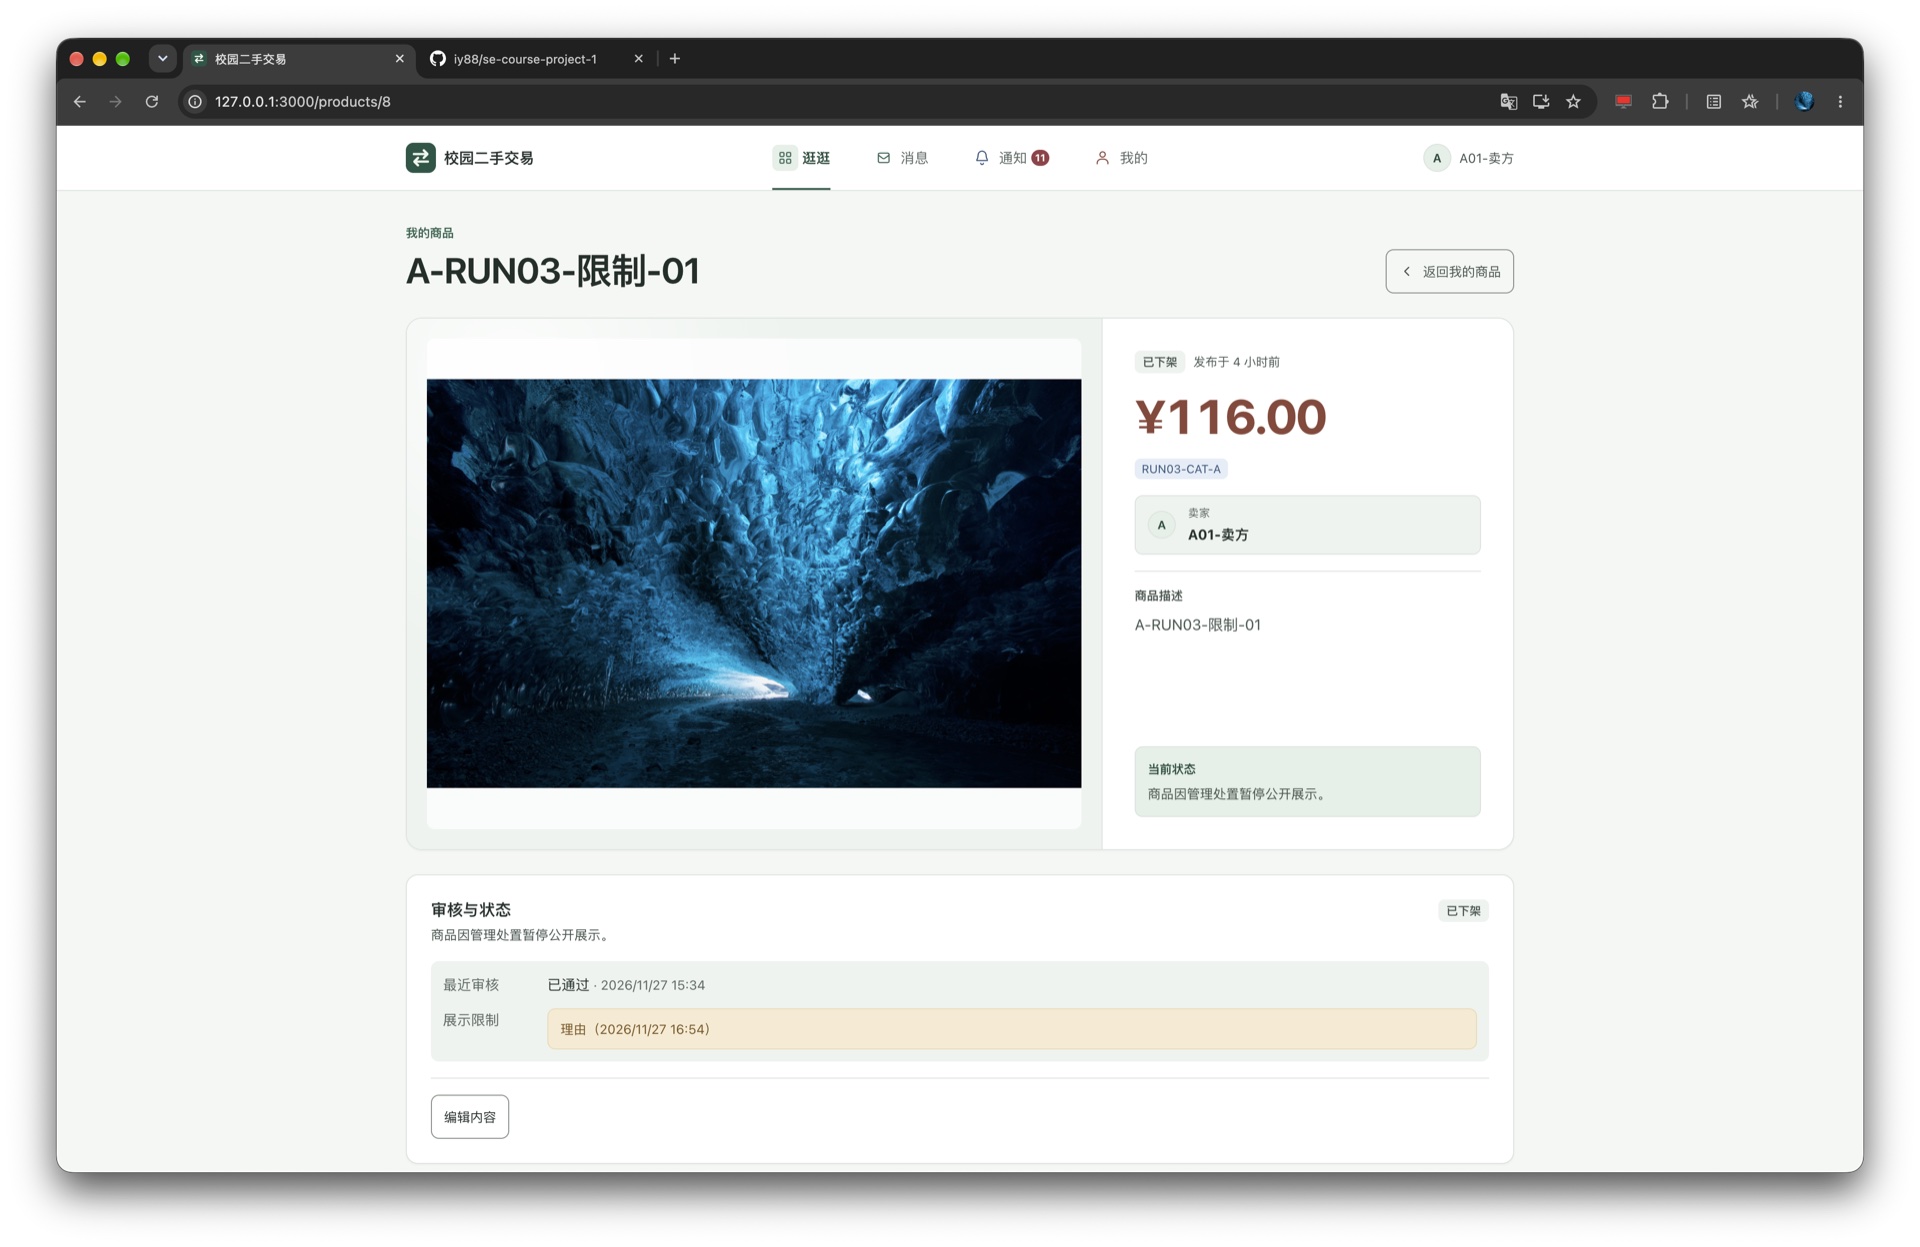 校园二手交易
iy88/se-course-project-1
127.0.0.1:3000/products/8
校园二手交易
逛逛
消息
通知 11
我的
A A01-卖方
我的商品
A-RUN03-限制-01
返回我的商品
已下架 发布于 4 小时前
¥116.00
RUN03-CAT-A
A
卖家
A01-卖方
商品描述
A-RUN03-限制-01
当前状态
商品因管理处置暂停公开展示。
审核与状态
已下架
商品因管理处置暂停公开展示。
最近审核 已通过 · 2026/11/27 15:34
展示限制 理由（2026/11/27 16:54）
编辑内容